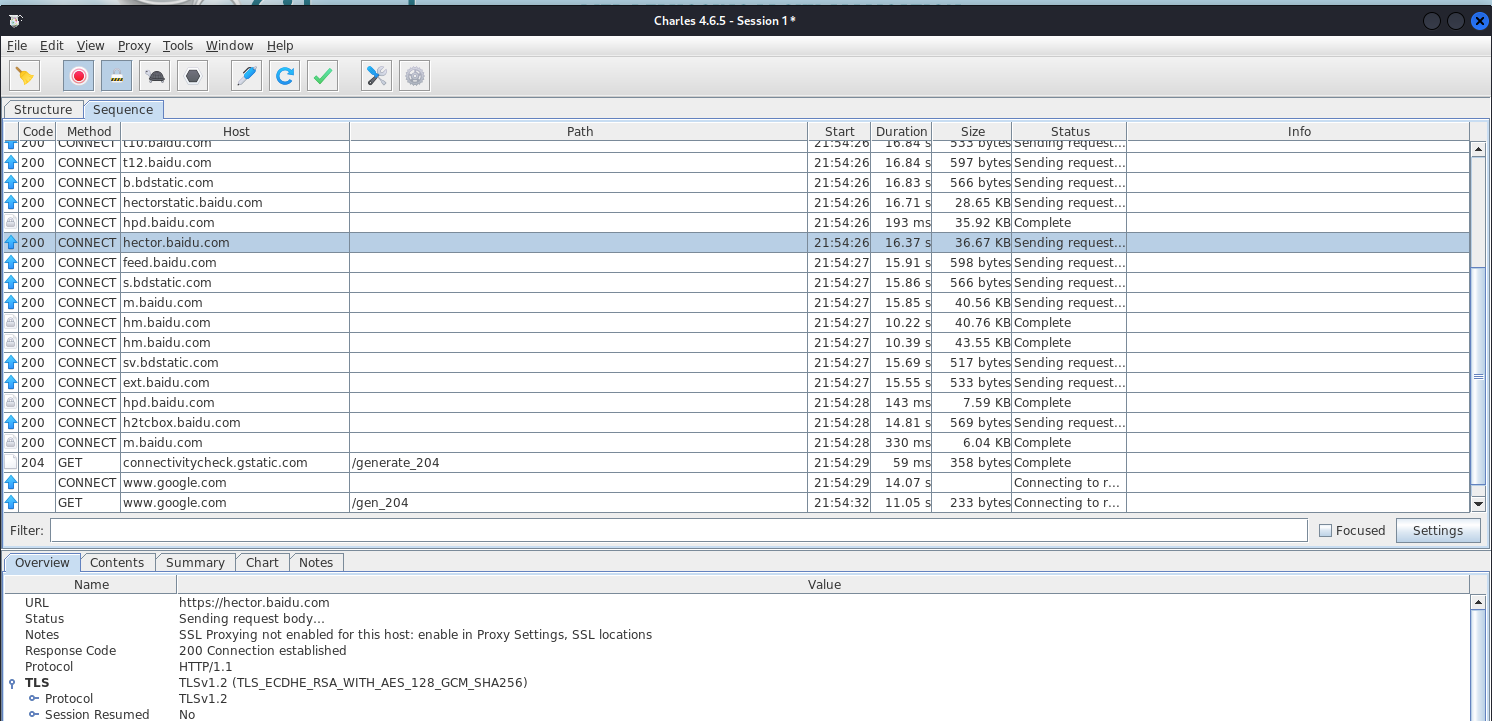 Charles 4.6.5 - Session 1 *
File Edit View Proxy Tools Window Help
Structure Sequence
Code Method Host Path Start Duration Size Status Info
200 CONNECT t10.baidu.com 21:54:26 16.84 s 533 bytes Sending request...
200 CONNECT t12.baidu.com 21:54:26 16.84 s 597 bytes Sending request...
200 CONNECT b.bdstatic.com 21:54:26 16.83 s 566 bytes Sending request...
200 CONNECT hectorstatic.baidu.com 21:54:26 16.71 s 28.65 KB Sending request...
200 CONNECT hpd.baidu.com 21:54:26 193 ms 35.92 KB Complete
200 CONNECT hector.baidu.com 21:54:26 16.37 s 36.67 KB Sending request...
200 CONNECT feed.baidu.com 21:54:27 15.91 s 598 bytes Sending request...
200 CONNECT s.bdstatic.com 21:54:27 15.86 s 566 bytes Sending request...
200 CONNECT m.baidu.com 21:54:27 15.85 s 40.56 KB Sending request...
200 CONNECT hm.baidu.com 21:54:27 10.22 s 40.76 KB Complete
200 CONNECT hm.baidu.com 21:54:27 10.39 s 43.55 KB Complete
200 CONNECT sv.bdstatic.com 21:54:27 15.69 s 517 bytes Sending request...
200 CONNECT ext.baidu.com 21:54:27 15.55 s 533 bytes Sending request...
200 CONNECT hpd.baidu.com 21:54:28 143 ms 7.59 KB Complete
200 CONNECT h2tcbox.baidu.com 21:54:28 14.81 s 569 bytes Sending request...
200 CONNECT m.baidu.com 21:54:28 330 ms 6.04 KB Complete
204 GET connectivitycheck.gstatic.com /generate_204 21:54:29 59 ms 358 bytes Complete
CONNECT www.google.com 21:54:29 14.07 s Connecting to r...
GET www.google.com /gen_204 21:54:32 11.05 s 233 bytes Connecting to r...
Filter: Focused Settings
Overview Contents Summary Chart Notes
Name Value
URL https://hector.baidu.com
Status Sending request body...
Notes SSL Proxying not enabled for this host: enable in Proxy Settings, SSL locations
Response Code 200 Connection established
Protocol HTTP/1.1
TLS TLSv1.2 (TLS_ECDHE_RSA_WITH_AES_128_GCM_SHA256)
Protocol TLSv1.2
Session Resumed No